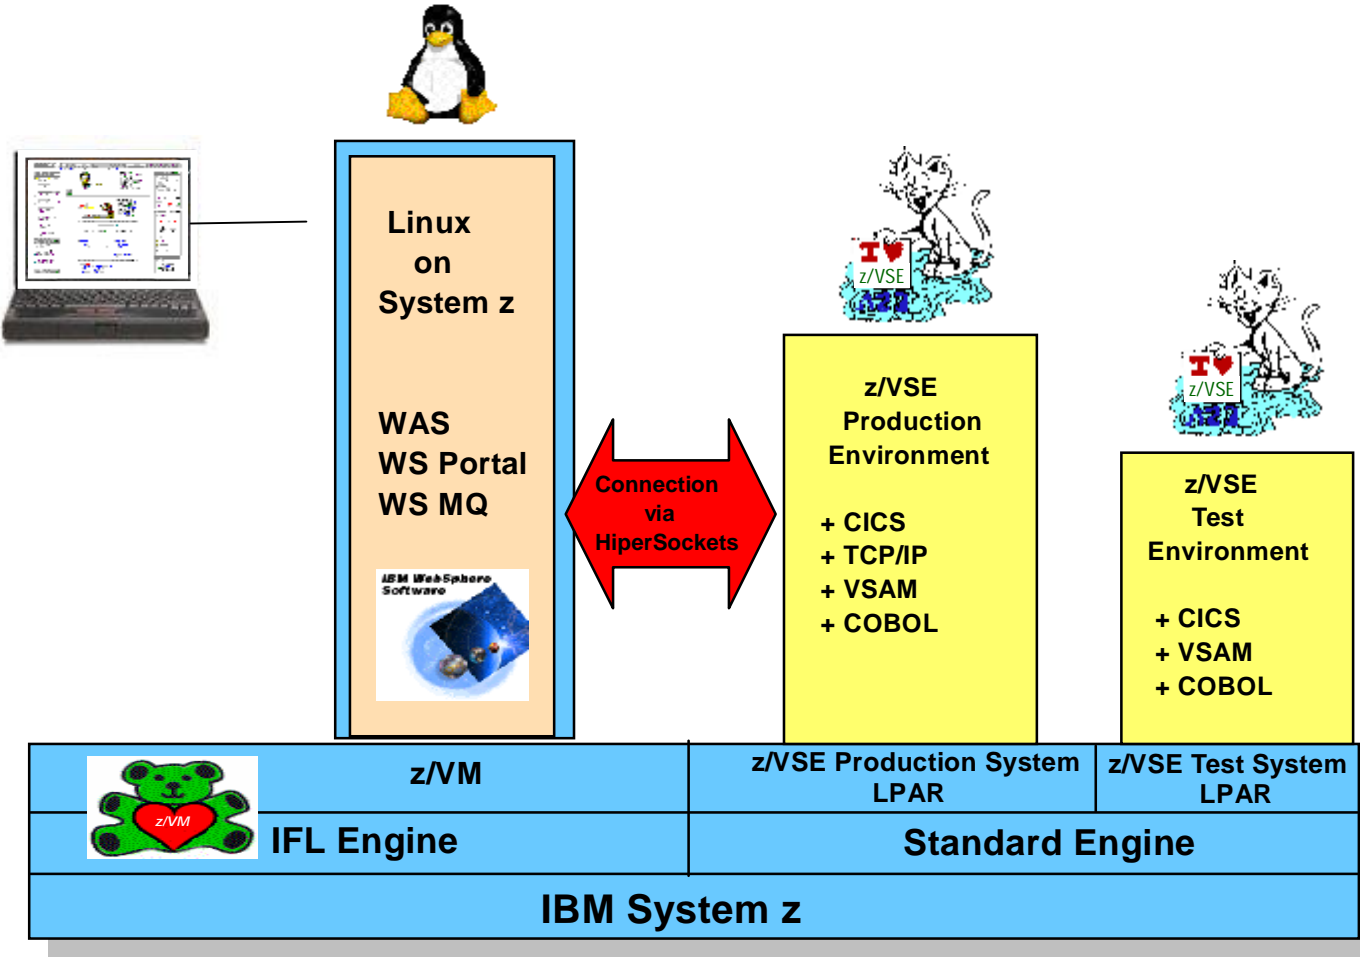 Linux
on
System z
WAS
WS Portal
WS MQ
IBM WebSphere
Software
Connection
via
HiperSockets
I
z/VSE
z/VSE
Production
Environment
+ CICS
+ TCP/IP
+ VSAM
+ COBOL
I
z/VSE
z/VSE
Test
Environment
+ CICS
+ VSAM
+ COBOL
z/VM
z/VM
IFL Engine
z/VSE Production System
LPAR
z/VSE Test System
LPAR
Standard Engine
IBM System z